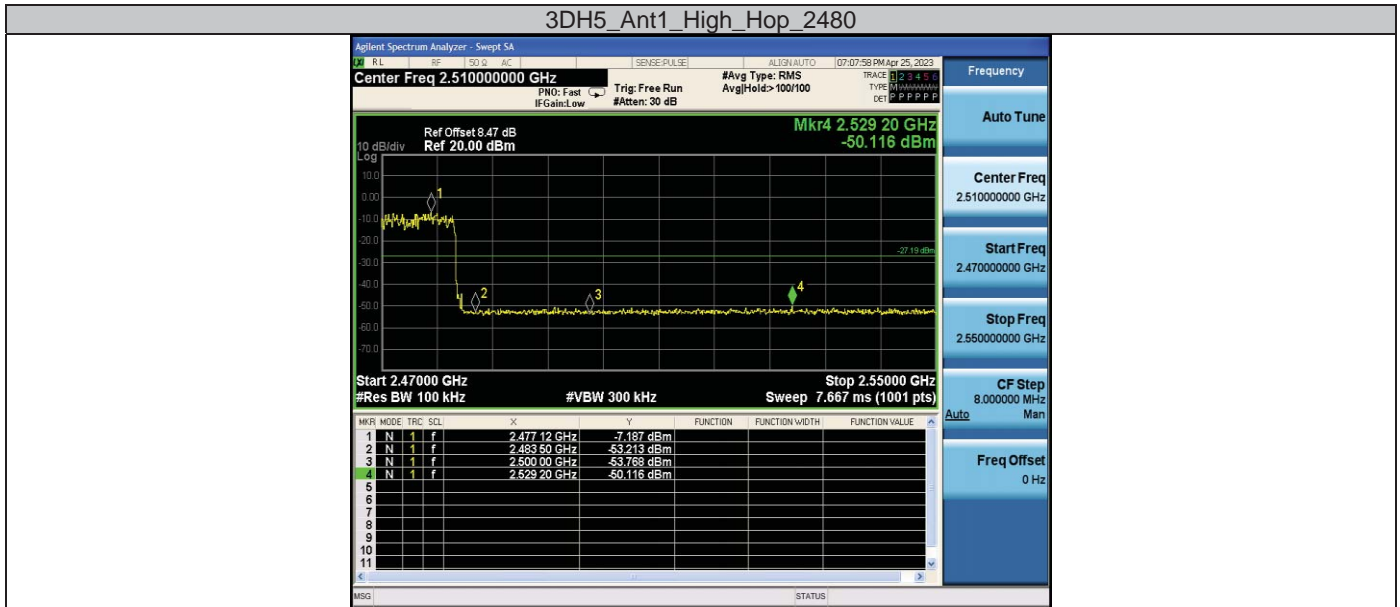 3DH5_Ant1_High_Hop_2480
Agilent Spectrum Analyzer - Swept SA
RL RF 50 Ω AC SENSE:PULSE ALIGNAUTO 07:07:58 PM Apr 25, 2023
Center Freq 2.510000000 GHz
PNO: Fast
IFGain:Low
Trig: Free Run
#Atten: 30 dB
#Avg Type: RMS
Avg|Hold:>100/100
TRACE 1 2 3 4 5 6
TYPE M
DET P P P P P P
Ref Offset 8.47 dB
10 dB/div Ref 20.00 dBm
Log
Mkr4 2.529 20 GHz
-50.116 dBm
10.0
0.00
-10.0
-20.0
-30.0
-40.0
-50.0
-60.0
-70.0
1
2
3
4
-27.19 dBm
Start 2.47000 GHz Stop 2.55000 GHz
#Res BW 100 kHz #VBW 300 kHz Sweep 7.667 ms (1001 pts)
MKR MODE TRC SCL X Y FUNCTION FUNCTION WIDTH FUNCTION VALUE
1 N 1 f 2.477 12 GHz -7.187 dBm
2 N 1 f 2.483 50 GHz -53.213 dBm
3 N 1 f 2.500 00 GHz -53.768 dBm
4 N 1 f 2.529 20 GHz -50.116 dBm
5
6
7
8
9
10
11
MSG STATUS
Frequency
Auto Tune
Center Freq
2.510000000 GHz
Start Freq
2.470000000 GHz
Stop Freq
2.550000000 GHz
CF Step
8.000000 MHz
Auto Man
Freq Offset
0 Hz